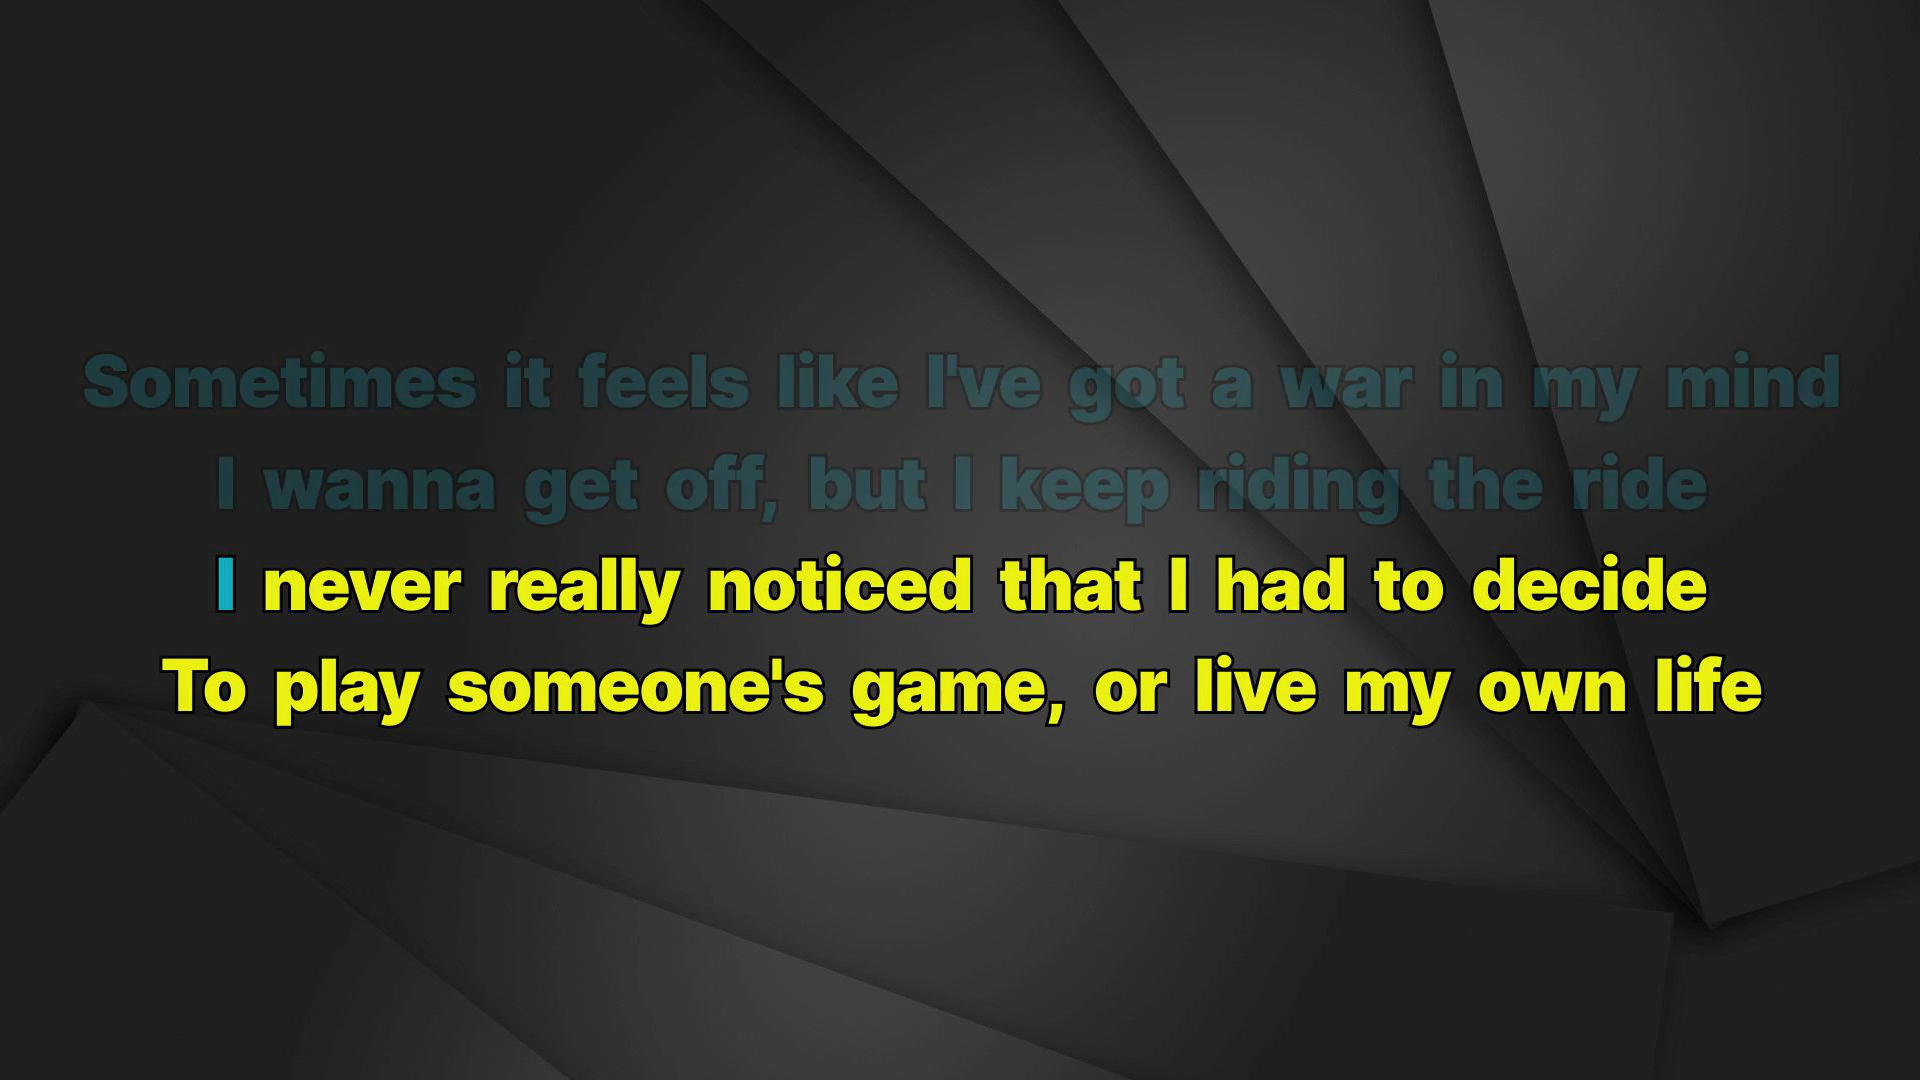 Sometimes it feels like I've got a war in my mind
I wanna get off, but I keep riding the ride
I never really noticed that I had to decide
To play someone's game, or live my own life